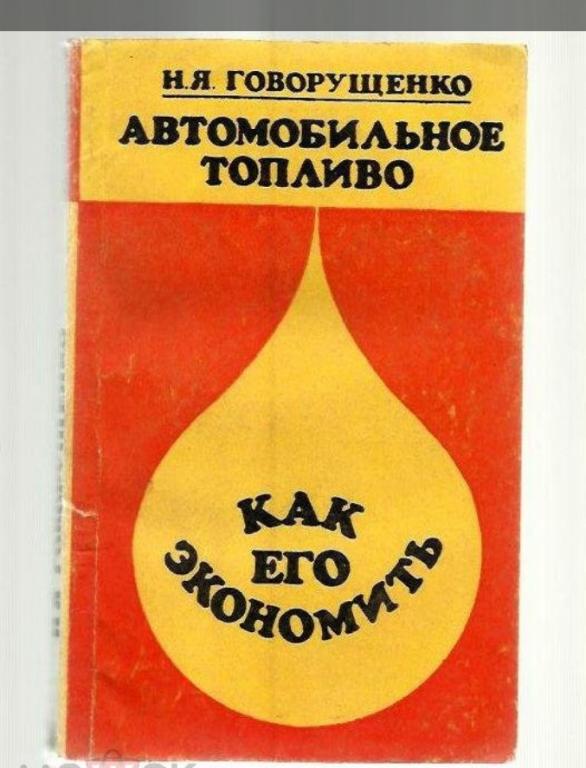 Н.Я. ГОВОРУЩЕНКО
АВТОМОБИЛЬНОЕ
ТОПЛИВО
КАК
ЕГО
ЭКОНОМИТЬ